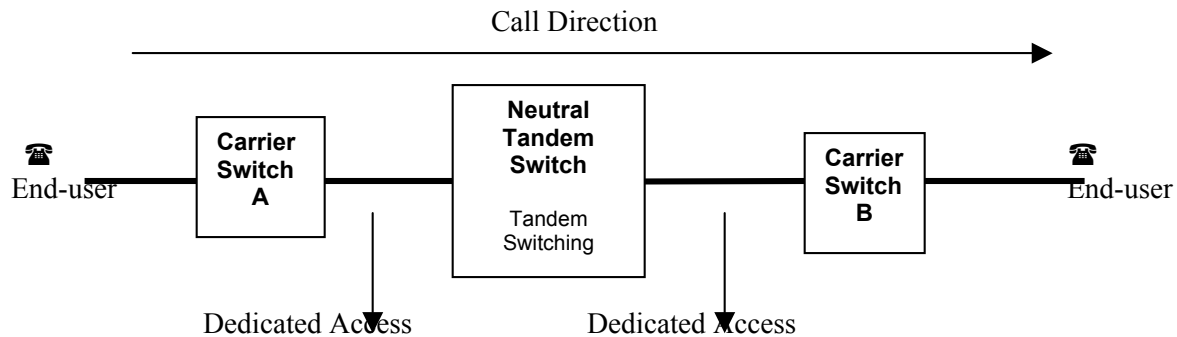 Call Direction
Neutral
Tandem
Switch
Tandem
Switching
Carrier
Switch
A
Carrier
Switch
B
End-user
End-user
Dedicated Access
Dedicated Access